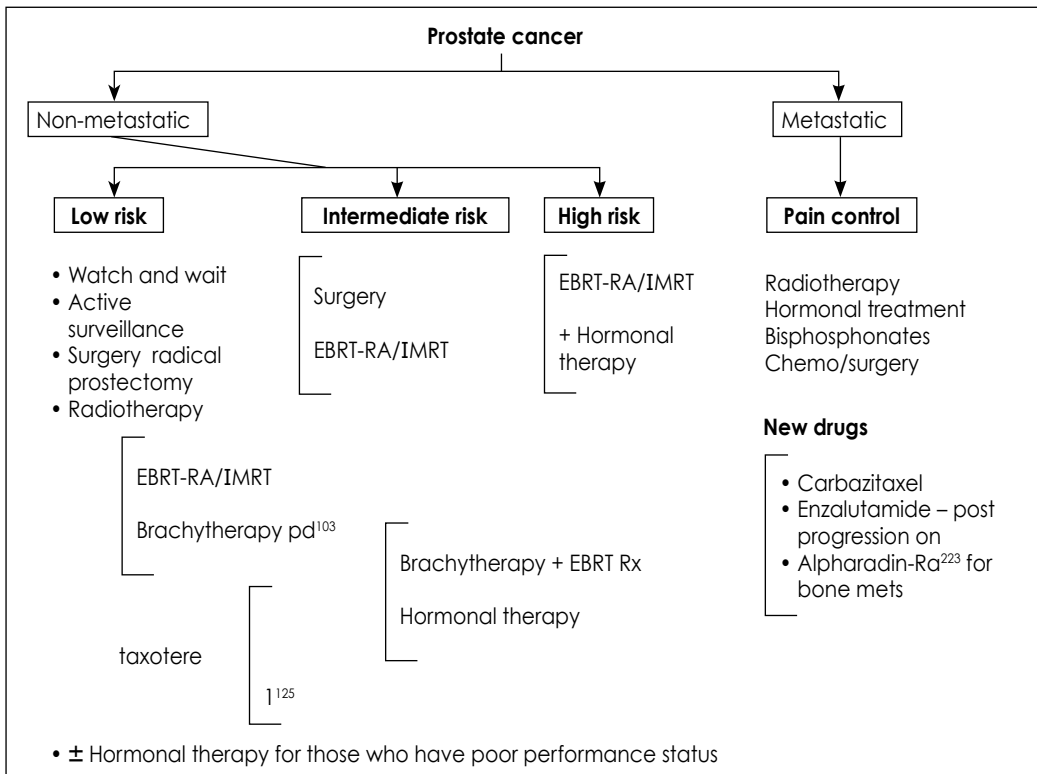 Prostate cancer
Non-metastatic
Metastatic
Low risk
Intermediate risk
High risk
Pain control
• Watch and wait
• Active
surveillance
• Surgery radical
prostectomy
• Radiotherapy
EBRT-RA/IMRT
Brachytherapy pd¹⁰³
taxotere
1¹²⁵
Surgery
EBRT-RA/IMRT
Brachytherapy + EBRT Rx
Hormonal therapy
EBRT-RA/IMRT
+ Hormonal
therapy
Radiotherapy
Hormonal treatment
Bisphosphonates
Chemo/surgery
New drugs
• Carbazitaxel
• Enzalutamide – post
progression on
• Alpharadin-Ra²²³ for
bone mets
• ± Hormonal therapy for those who have poor performance status